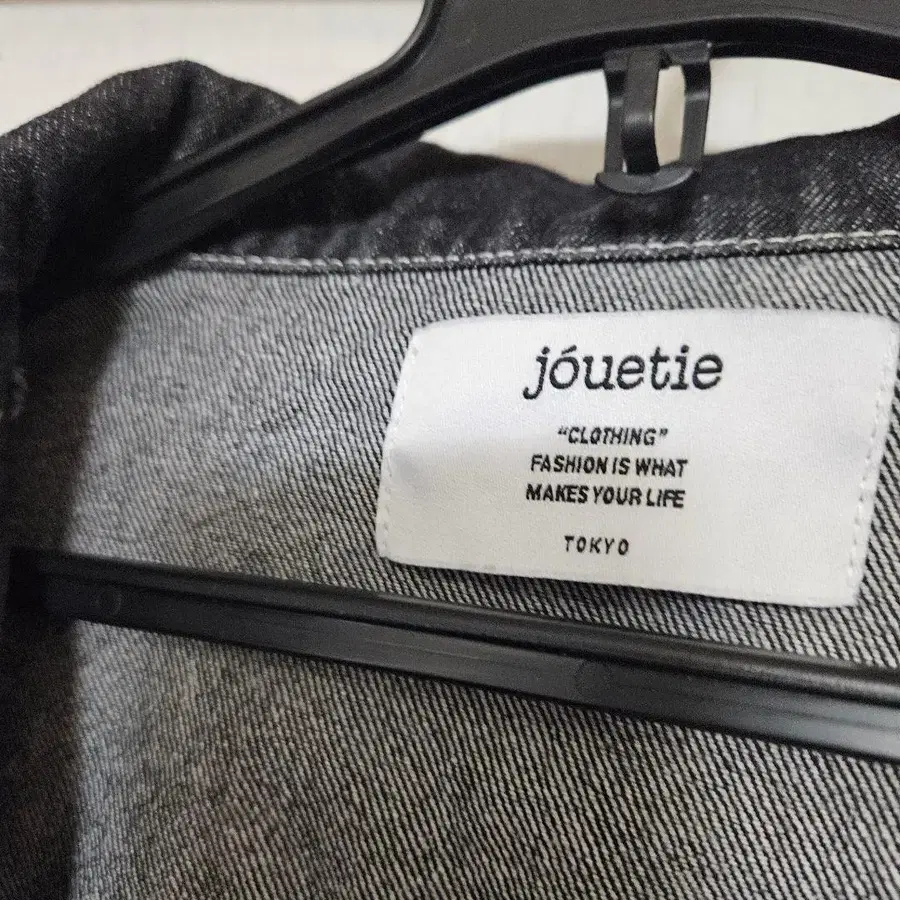 jóuetie
“CLOTHING”
FASHION IS WHAT
MAKES YOUR LIFE
TOKYO